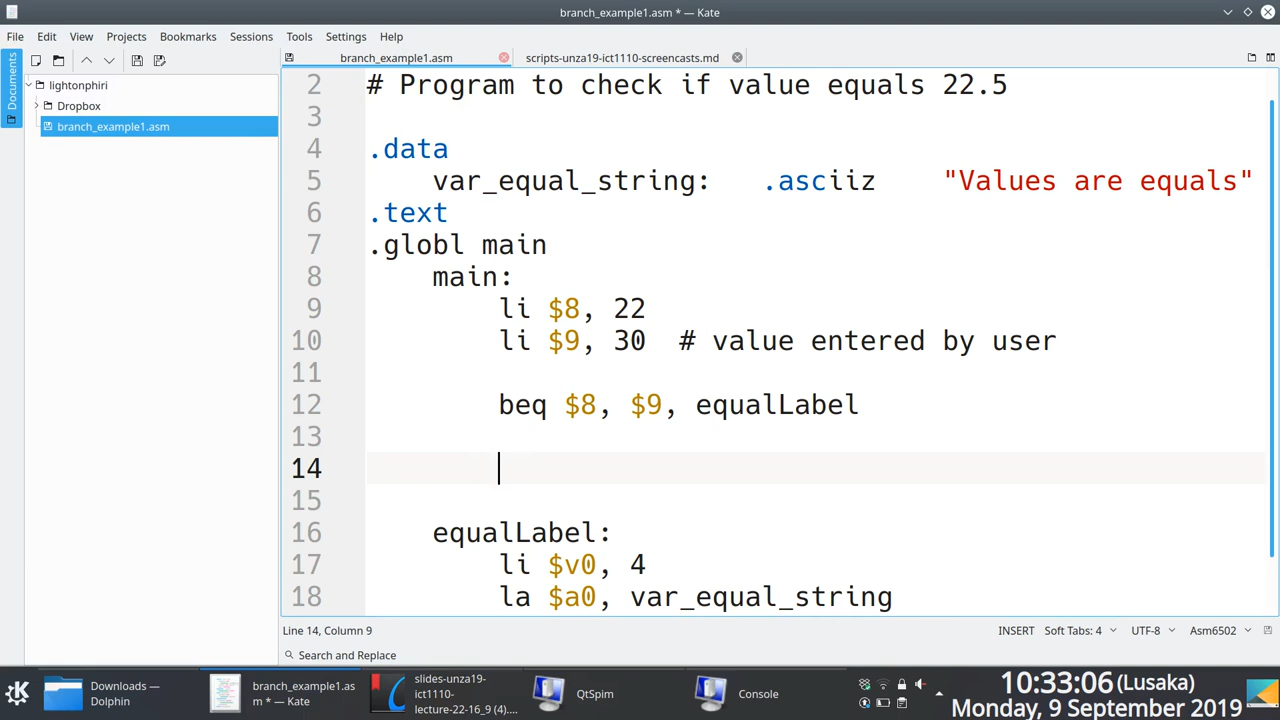 branch_example1.asm * — Kate
File Edit View Projects Bookmarks Sessions Tools Settings Help
Documents
branch_example1.asm
scripts-unza19-ict1110-screencasts.md
lightonphiri
Dropbox
branch_example1.asm
2 # Program to check if value equals 22.5
3
4 .data
5 var_equal_string: .asciiz "Values are equals"
6 .text
7 .globl main
8 main:
9 li $8, 22
10 li $9, 30 # value entered by user
11
12 beq $8, $9, equalLabel
13
14
15
16 equalLabel:
17 li $v0, 4
18 la $a0, var_equal_string
Line 14, Column 9
INSERT Soft Tabs: 4 UTF-8 Asm6502
Search and Replace
Downloads —
Dolphin
branch_example1.as
m * — Kate
slides-unza19-
ict1110-
lecture-22-16_9 (4)....
QtSpim
Console
10:33:06 (Lusaka)
Monday, 9 September 2019